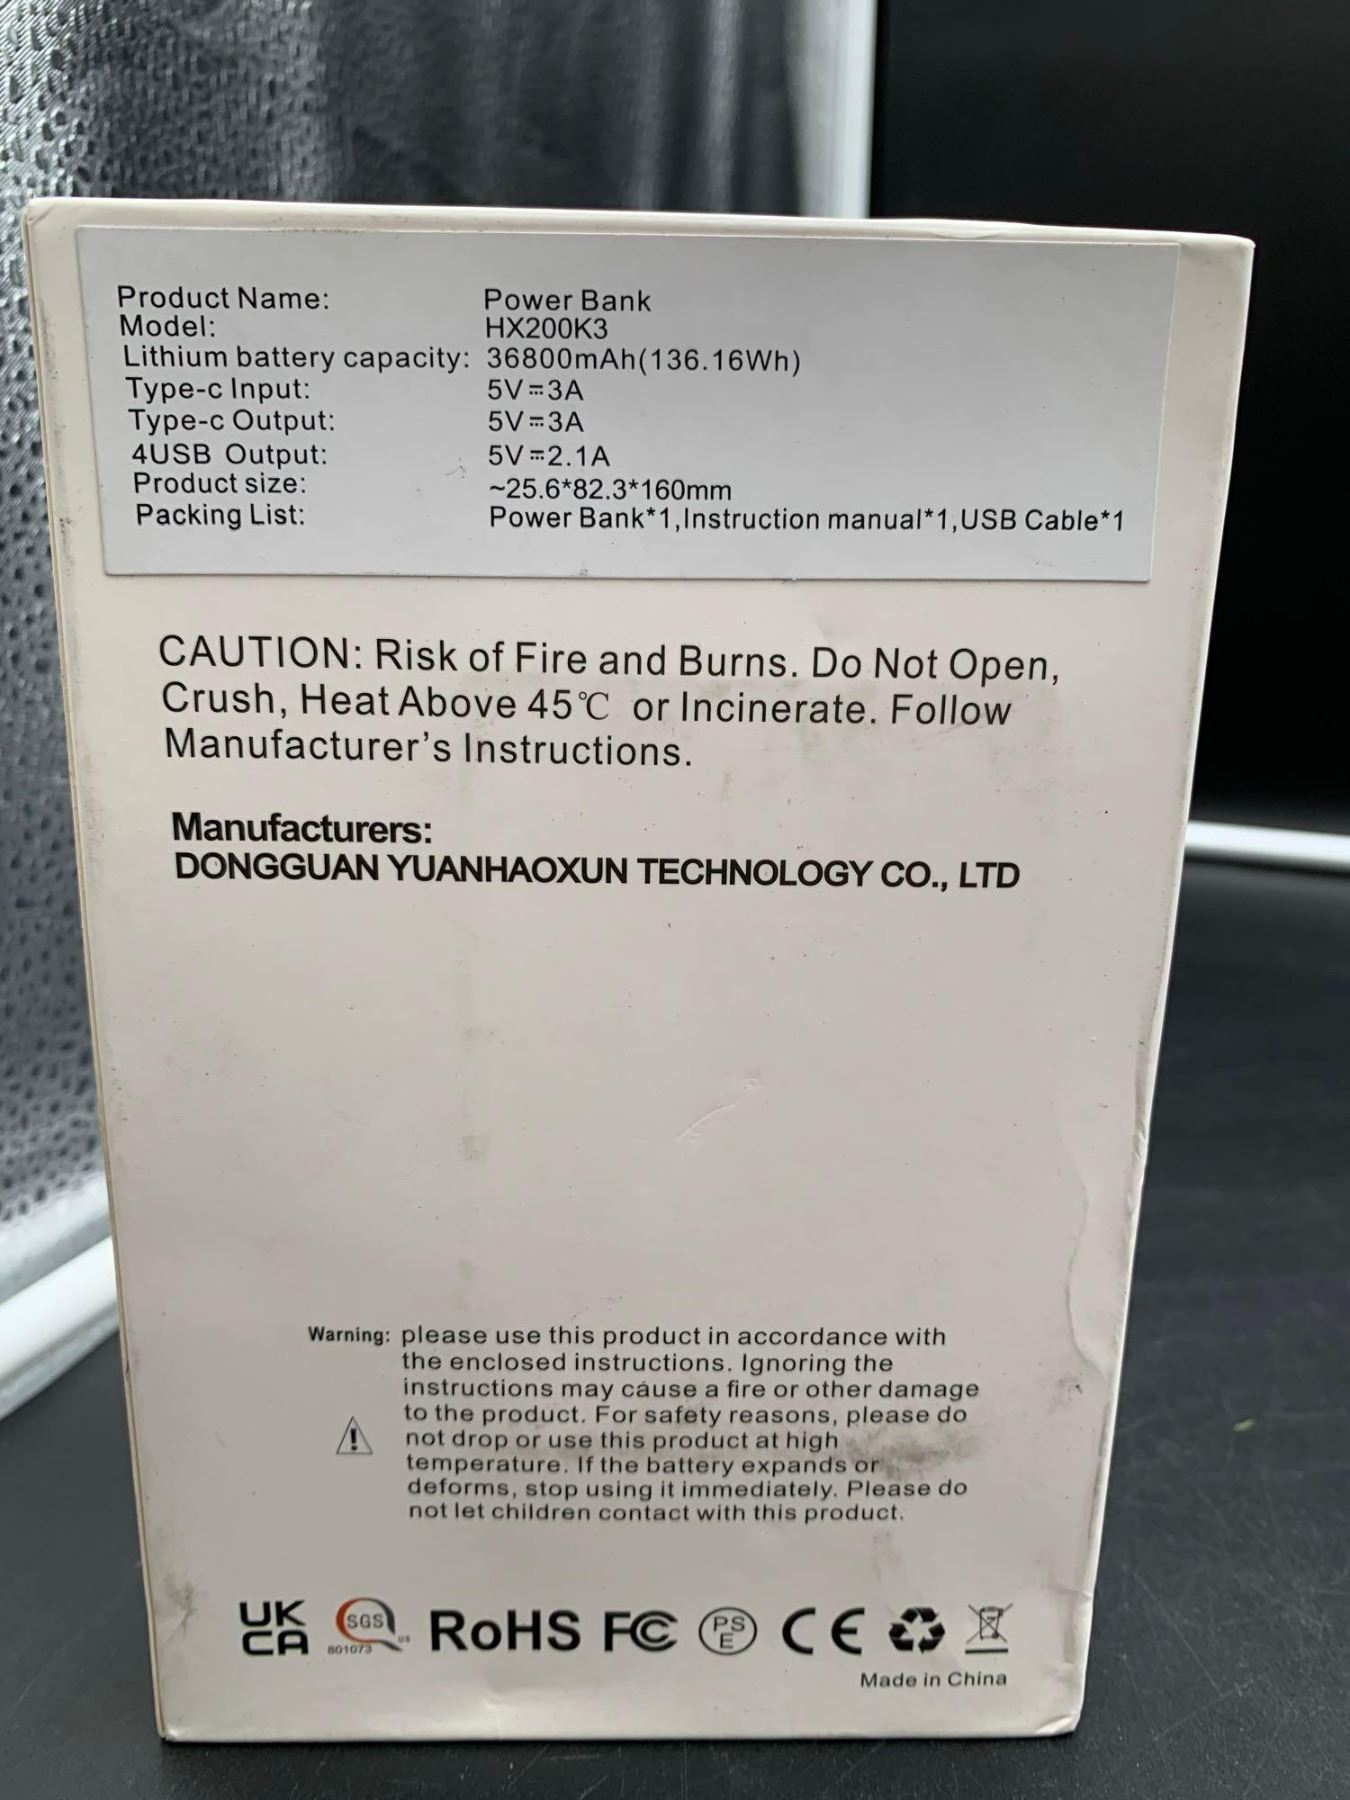 Product Name: Power Bank
Model: HX200K3
Lithium battery capacity: 36800mAh(136.16Wh)
Type-c Input: 5V⎓3A
Type-c Output: 5V⎓3A
4USB Output: 5V⎓2.1A
Product size: ~25.6*82.3*160mm
Packing List: Power Bank*1,Instruction manual*1,USB Cable*1
CAUTION: Risk of Fire and Burns. Do Not Open,
Crush, Heat Above 45℃ or Incinerate. Follow
Manufacturer's Instructions.
Manufacturers:
DONGGUAN YUANHAOXUN TECHNOLOGY CO., LTD
Warning: please use this product in accordance with
the enclosed instructions. Ignoring the
instructions may cause a fire or other damage
to the product. For safety reasons, please do
not drop or use this product at high
temperature. If the battery expands or
deforms, stop using it immediately. Please do
not let children contact with this product.
UK CA SGS US 801073 RoHS FC PS E CE
Made in China